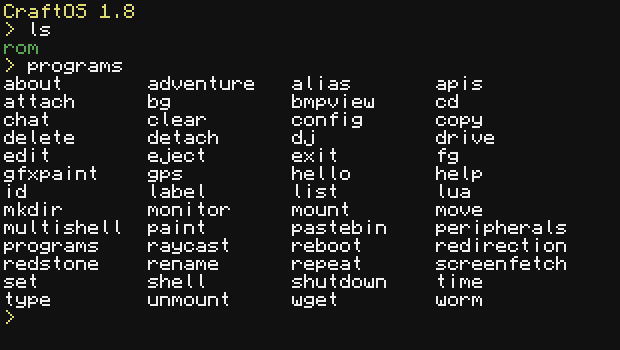 CraftOS 1.8
> ls
rom
> programs
about adventure alias apis
attach bg bmpview cd
chat clear config copy
delete detach dj drive
edit eject exit fg
gfxpaint gps hello help
id label list lua
mkdir monitor mount move
multishell paint pastebin peripherals
programs raycast reboot redirection
redstone rename repeat screenfetch
set shell shutdown time
type unmount wget worm
>